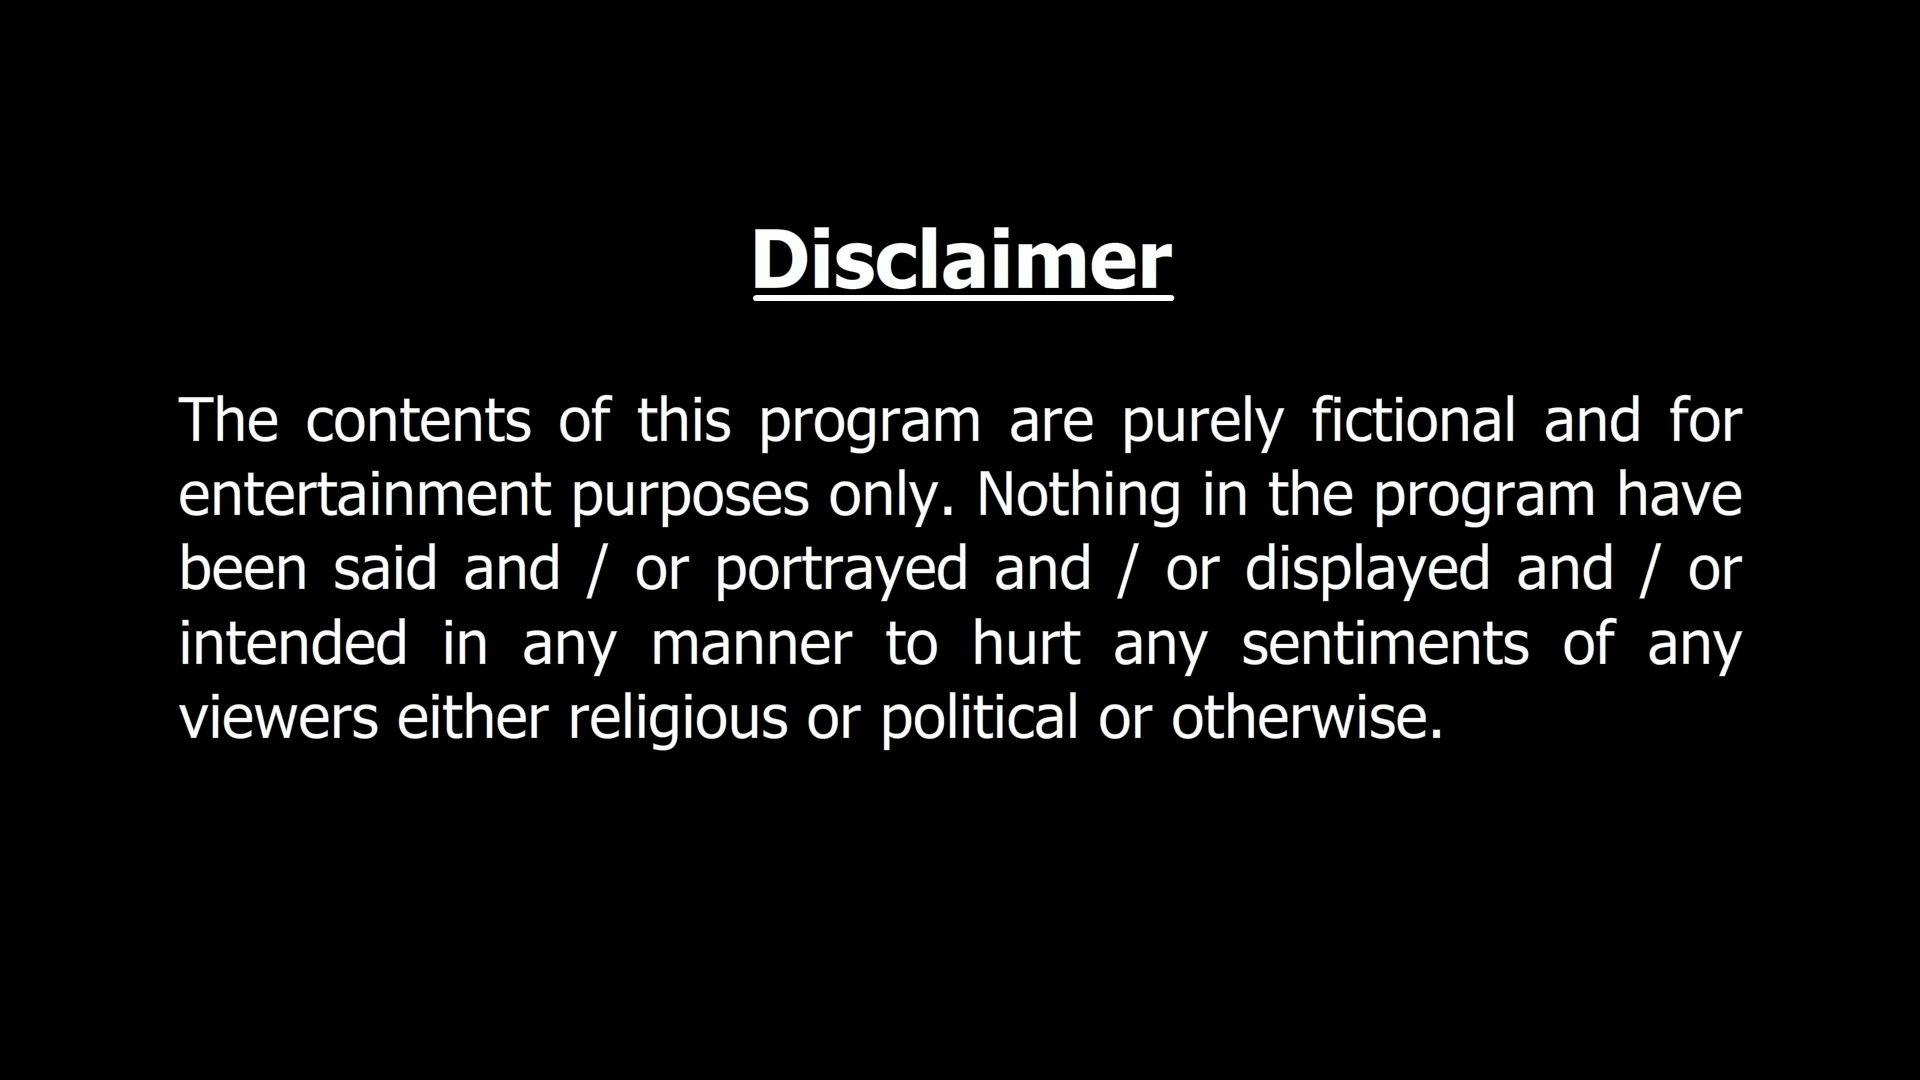 Disclaimer
The contents of this program are purely fictional and for
entertainment purposes only. Nothing in the program have
been said and / or portrayed and / or displayed and / or
intended in any manner to hurt any sentiments of any
viewers either religious or political or otherwise.